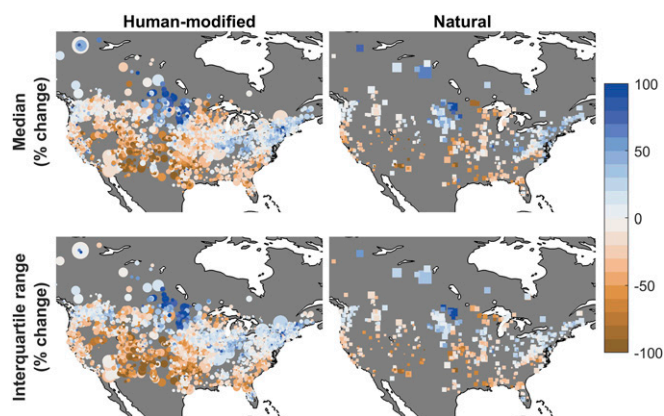 Human-modified
Natural
Median
(% change)
Interquartile range
(% change)
100
50
0
-50
-100